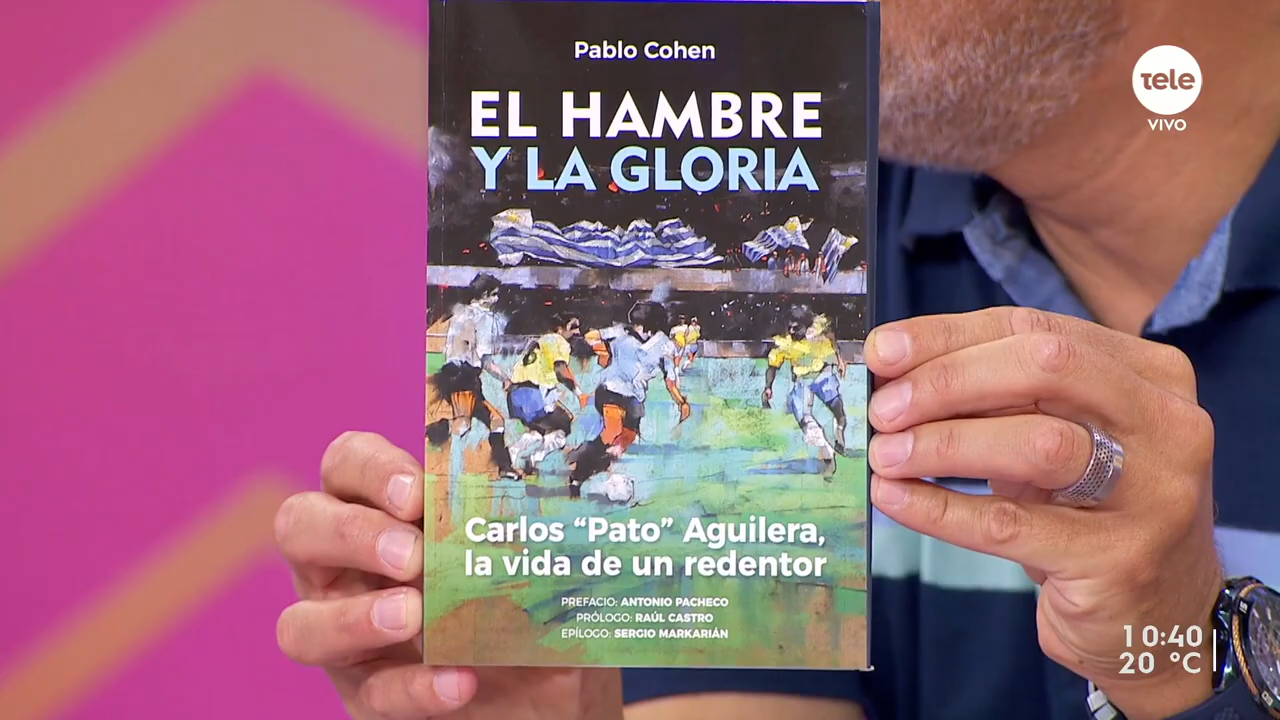 Pablo Cohen
EL HAMBRE
Y LA GLORIA
Carlos “Pato” Aguilera,
la vida de un redentor
PREFACIO: ANTONIO PACHECO
PRÓLOGO: RAÚL CASTRO
EPÍLOGO: SERGIO MARKARIÁN
tele
VIVO
10:40
20 °C